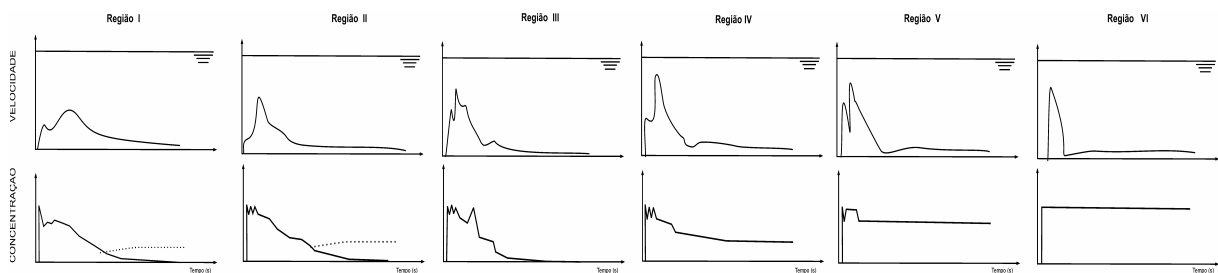 Região I
Região II
Região III
Região IV
Região V
Região VI
VELOCIDADE
CONCENTRAÇÃO
Tempo (s)
Tempo (s)
Tempo (s)
Tempo (s)
Tempo (s)
Tempo (s)